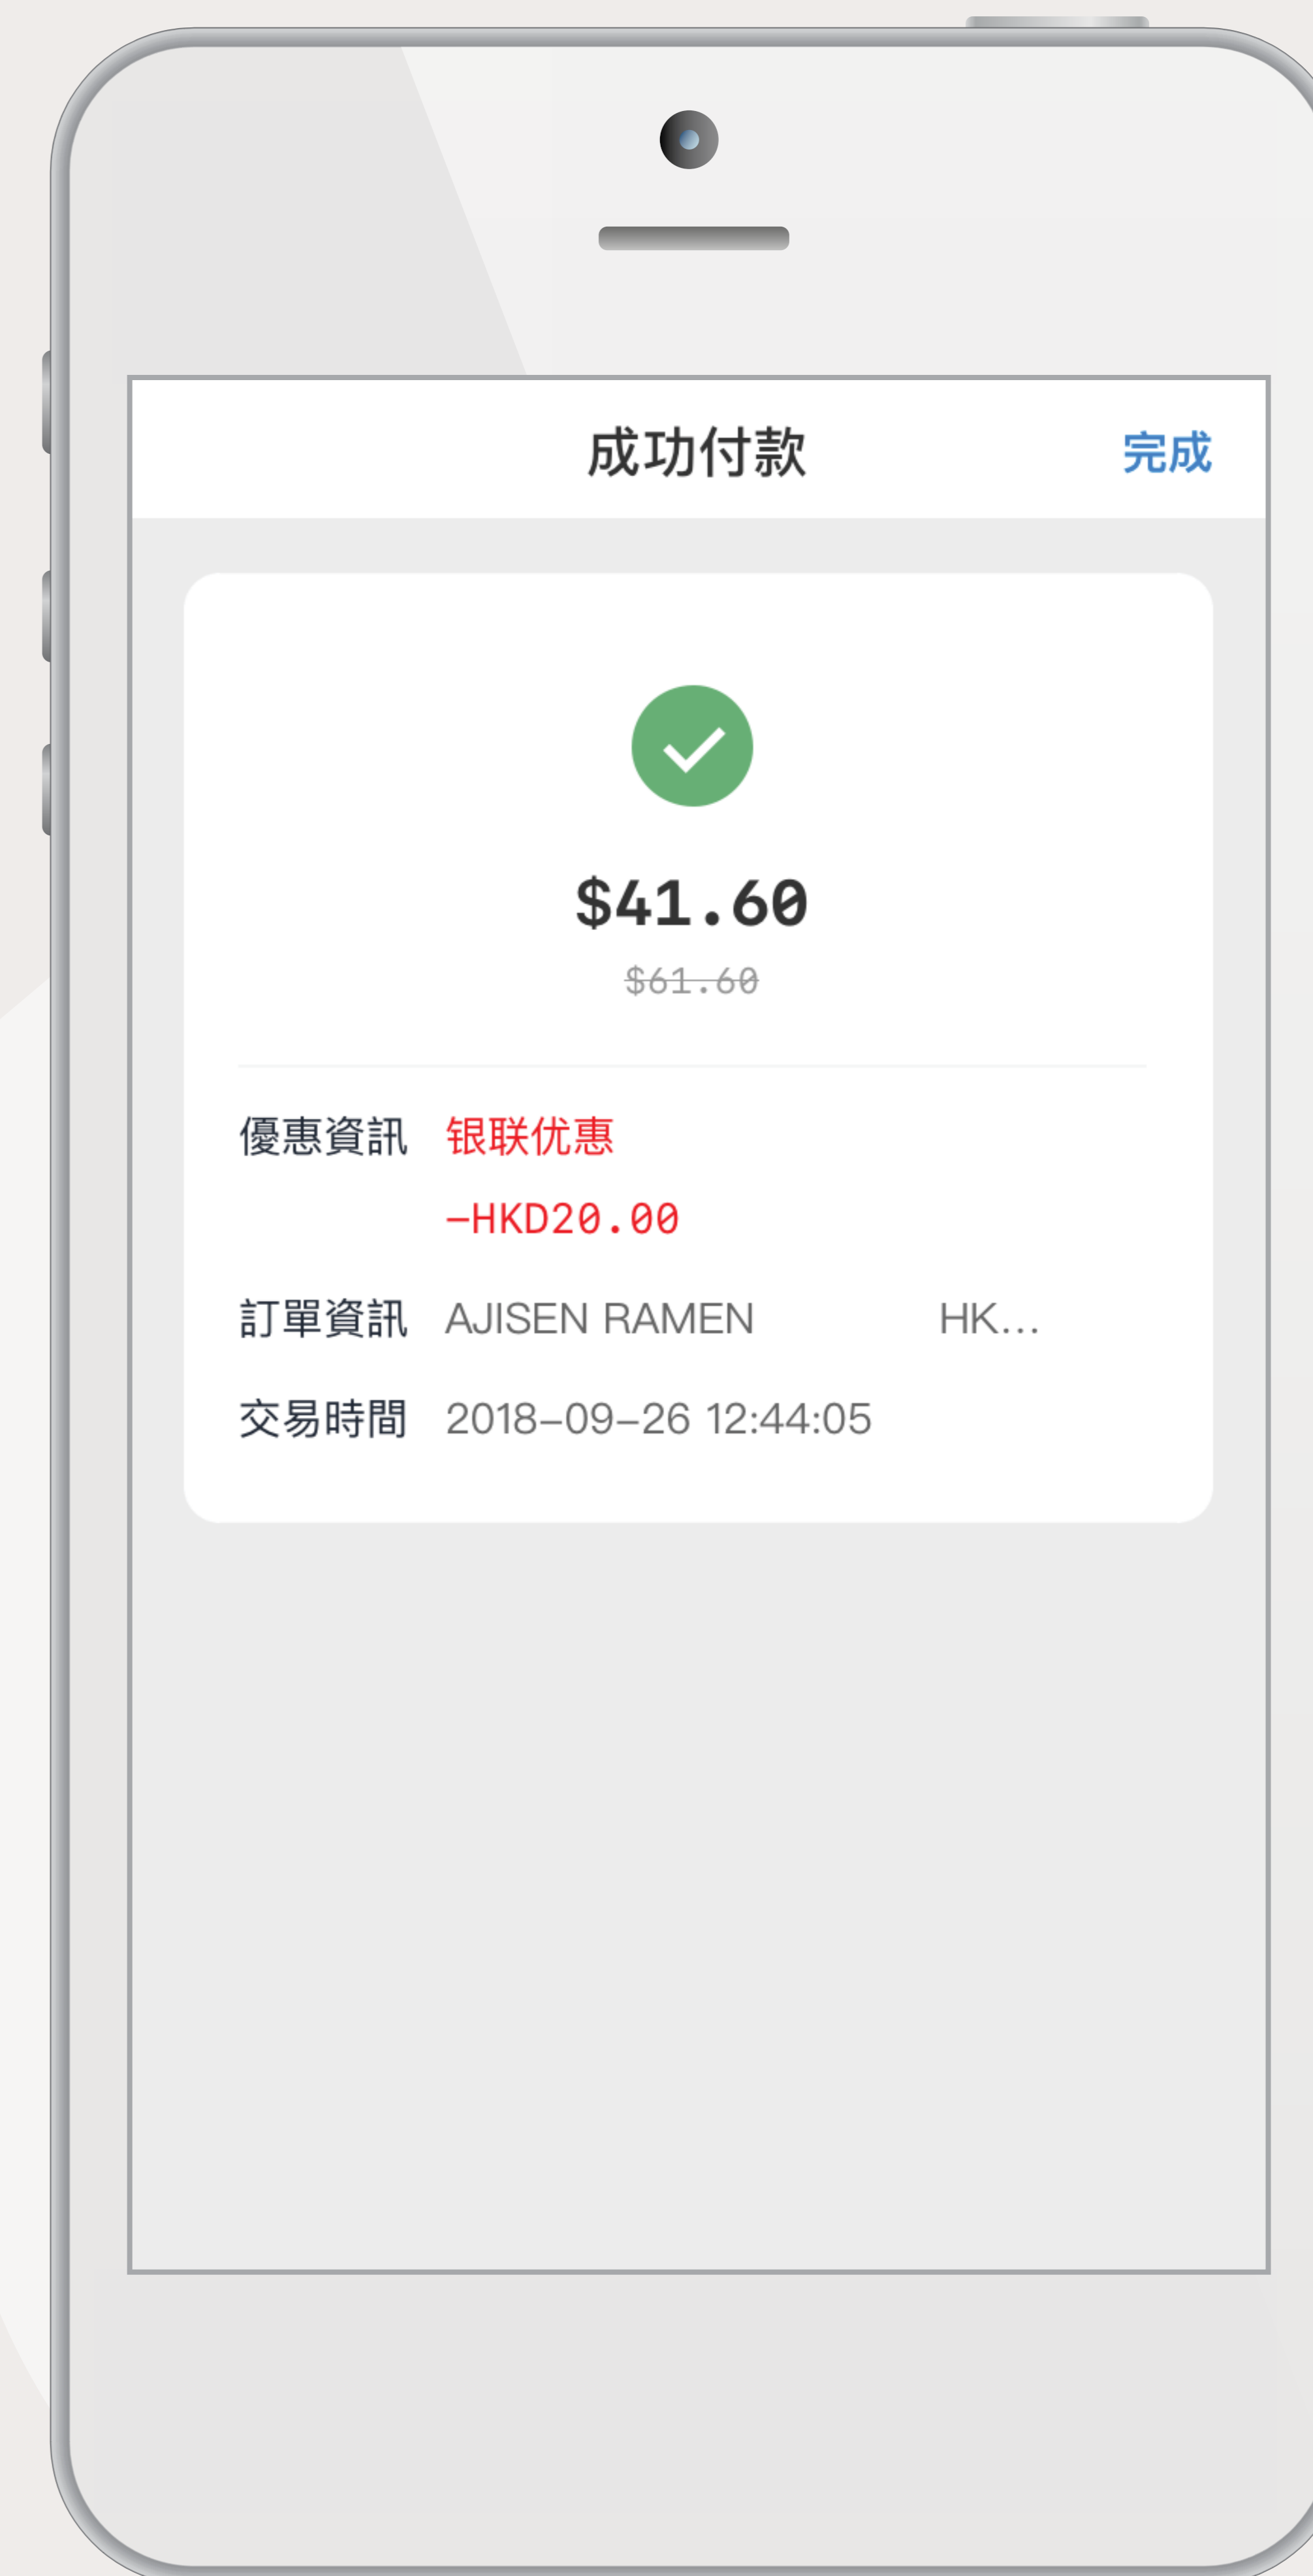 成功付款 完成
$41.60
$61.60
優惠資訊 银联优惠
-HKD20.00
訂單資訊 AJISEN RAMEN HK...
交易時間 2018-09-26 12:44:05